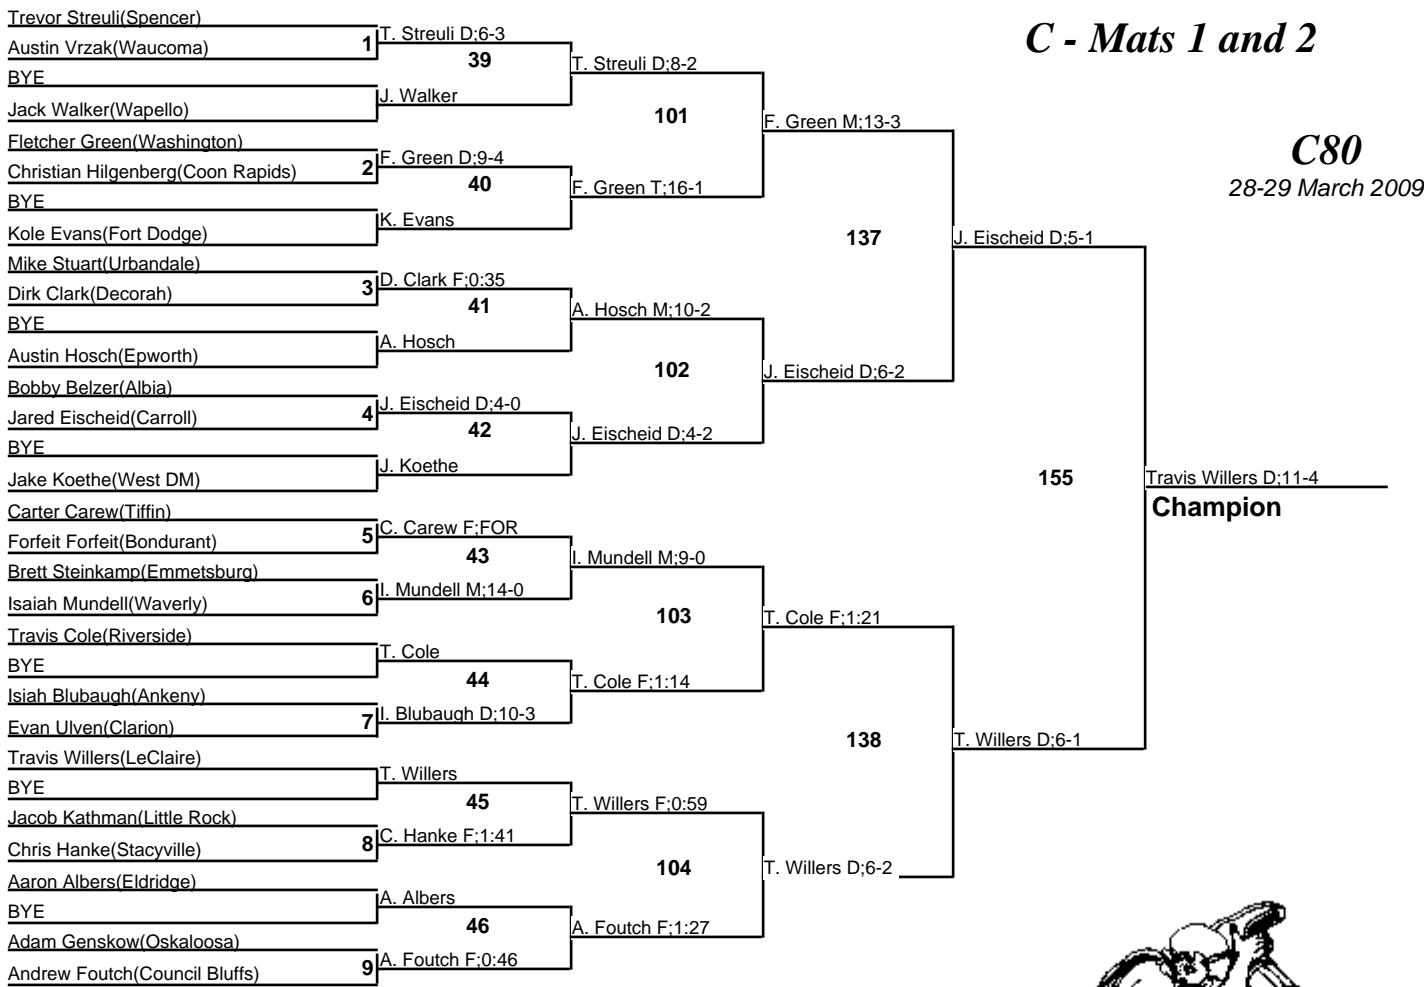 C - Mats 1 and 2
C80
28-29 March 2009
Trevor Streuli(Spencer)
Austin Vrzak(Waucoma)
BYE
Jack Walker(Wapello)
Fletcher Green(Washington)
Christian Hilgenberg(Coon Rapids)
BYE
Kole Evans(Fort Dodge)
Mike Stuart(Urbandale)
Dirk Clark(Decorah)
BYE
Austin Hosch(Epworth)
Bobby Belzer(Albia)
Jared Eischeid(Carroll)
BYE
Jake Koethe(West DM)
Carter Carew(Tiffin)
Forfeit Forfeit(Bondurant)
Brett Steinkamp(Emmetsburg)
Isaiah Mundell(Waverly)
Travis Cole(Riverside)
BYE
Isiah Blubaugh(Ankeny)
Evan Ulven(Clarion)
Travis Willers(LeClaire)
BYE
Jacob Kathman(Little Rock)
Chris Hanke(Stacyville)
Aaron Albers(Eldridge)
BYE
Adam Genskow(Oskaloosa)
Andrew Foutch(Council Bluffs)
1
2
3
4
5
6
7
8
9
T. Streuli D;6-3
39
J. Walker
F. Green D;9-4
40
K. Evans
D. Clark F;0:35
41
A. Hosch
J. Eischeid D;4-0
42
J. Koethe
C. Carew F;FOR
43
I. Mundell M;14-0
T. Cole
44
I. Blubaugh D;10-3
T. Willers
45
C. Hanke F;1:41
A. Albers
46
A. Foutch F;0:46
T. Streuli D;8-2
101
F. Green T;16-1
A. Hosch M;10-2
102
J. Eischeid D;4-2
I. Mundell M;9-0
103
T. Cole F;1:14
T. Willers F;0:59
104
A. Foutch F;1:27
F. Green M;13-3
137
J. Eischeid D;6-2
T. Cole F;1:21
138
T. Willers D;6-2
J. Eischeid D;5-1
155
T. Willers D;6-1
Travis Willers D;11-4
Champion